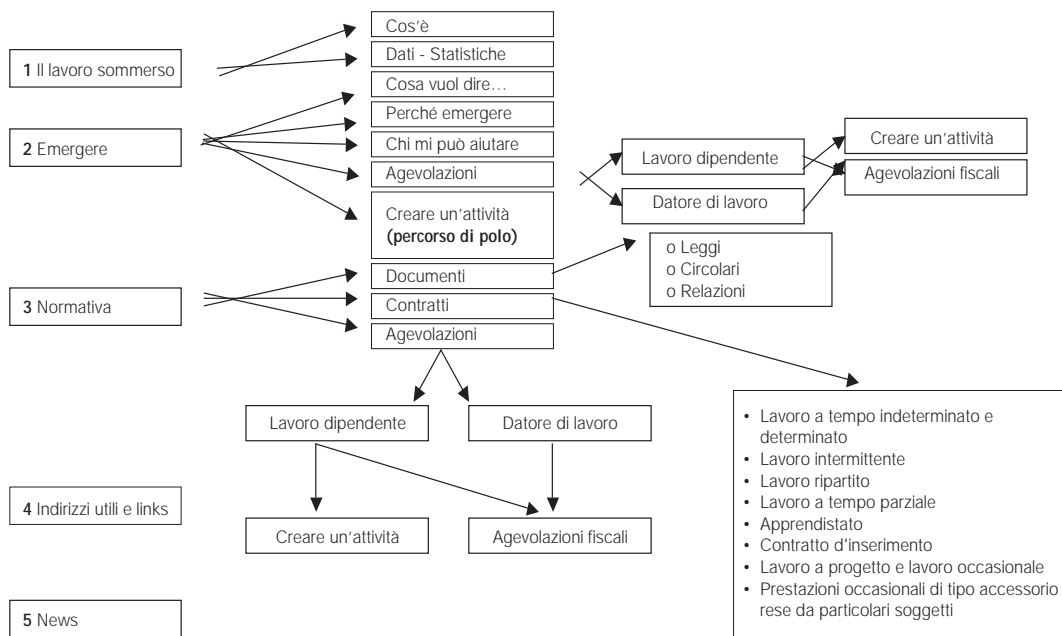 Cos'è
Dati - Statistiche
1 Il lavoro sommerso
Cosa vuol dire…
Perché emergere
2 Emergere
Chi mi può aiutare
Agevolazioni
Creare un'attività
(percorso di polo)
Lavoro dipendente
Datore di lavoro
Creare un'attività
Agevolazioni fiscali
3 Normativa
Documenti
Contratti
Agevolazioni
o Leggi
o Circolari
o Relazioni
Lavoro dipendente
Datore di lavoro
Creare un'attività
Agevolazioni fiscali
• Lavoro a tempo indeterminato e
determinato
• Lavoro intermittente
• Lavoro ripartito
• Lavoro a tempo parziale
• Apprendistato
• Contratto d'inserimento
• Lavoro a progetto e lavoro occasionale
• Prestazioni occasionali di tipo accessorio
rese da particolari soggetti
4 Indirizzi utili e links
5 News